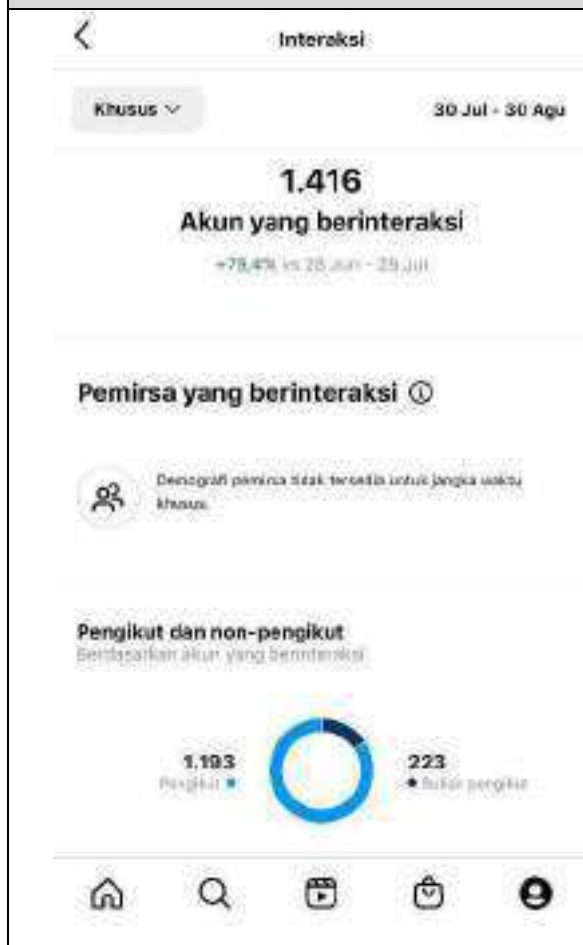 Interaksi
Khusus
30 Jul - 30 Agu
1.416
Akun yang berinteraksi
vs 28 Jun - 29 Jul
Pemirsa yang berinteraksi
Demografi pemirsa tidak tersedia untuk jangka waktu
khusus.
Pengikut dan non-pengikut
Berdasarkan akun yang berinteraksi
1.193
Pengikut
223
Bukan pengikut